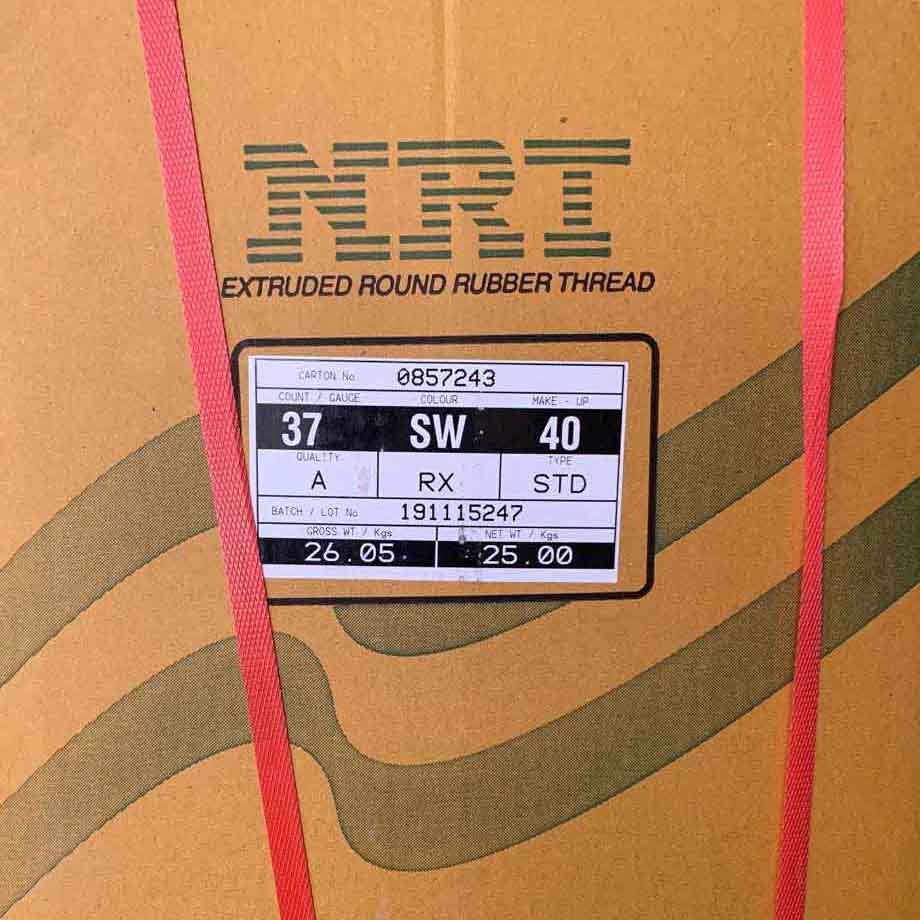 NRT
EXTRUDED ROUND RUBBER THREAD
CARTON No 0857243
COUNT / GAUGE COLOUR MAKE - UP
37 SW 40
QUALITY TYPE
A RX STD
BATCH / LOT No 191115247
GROSS WT / Kgs NET WT / Kgs
26.05 25.00